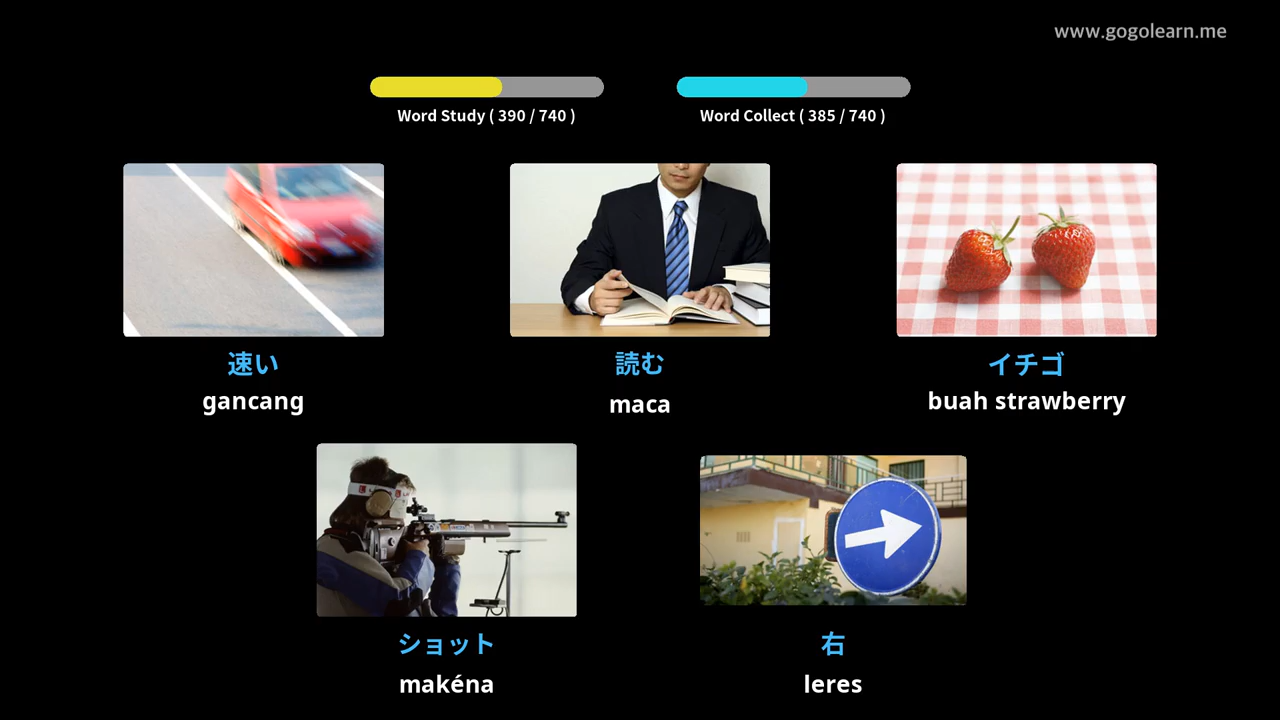 www.gogolearn.me
Word Study ( 390 / 740 )
Word Collect ( 385 / 740 )
速い
gancang
読む
maca
イチゴ
buah strawberry
ショット
makéna
右
leres